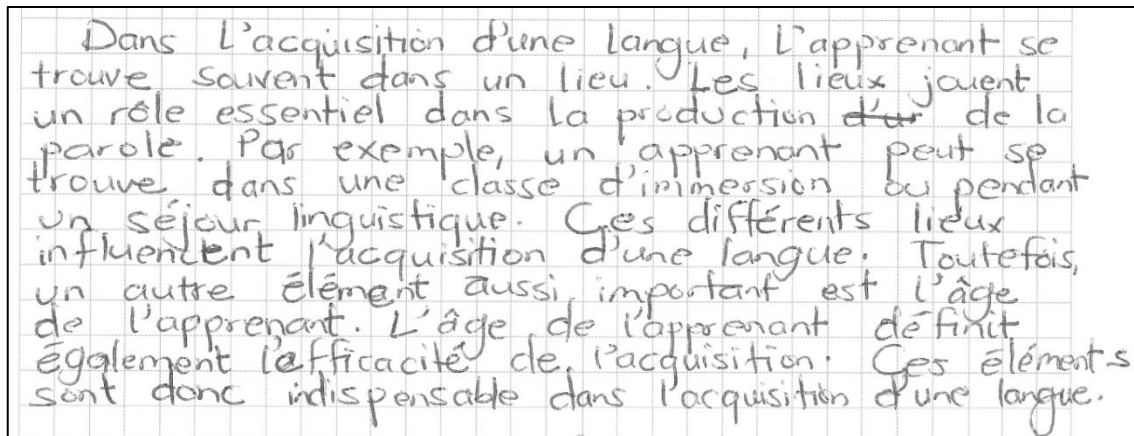 Dans l'acquisition d'une langue, l'apprenant se
trouve souvent dans un lieu. Les lieux jouent
un rôle essentiel dans la production d'un de la
parole. Par exemple, un apprenant peut se
trouve dans une classe d'immersion ou pendant
un séjour linguistique. Ces différents lieux
influencent l'acquisition d'une langue. Toutefois,
un autre élément aussi important est l'âge
de l'apprenant. L'âge de l'apprenant définit
également l'efficacité de l'acquisition. Ces éléments
sont donc indispensable dans l'acquisition d'une langue.